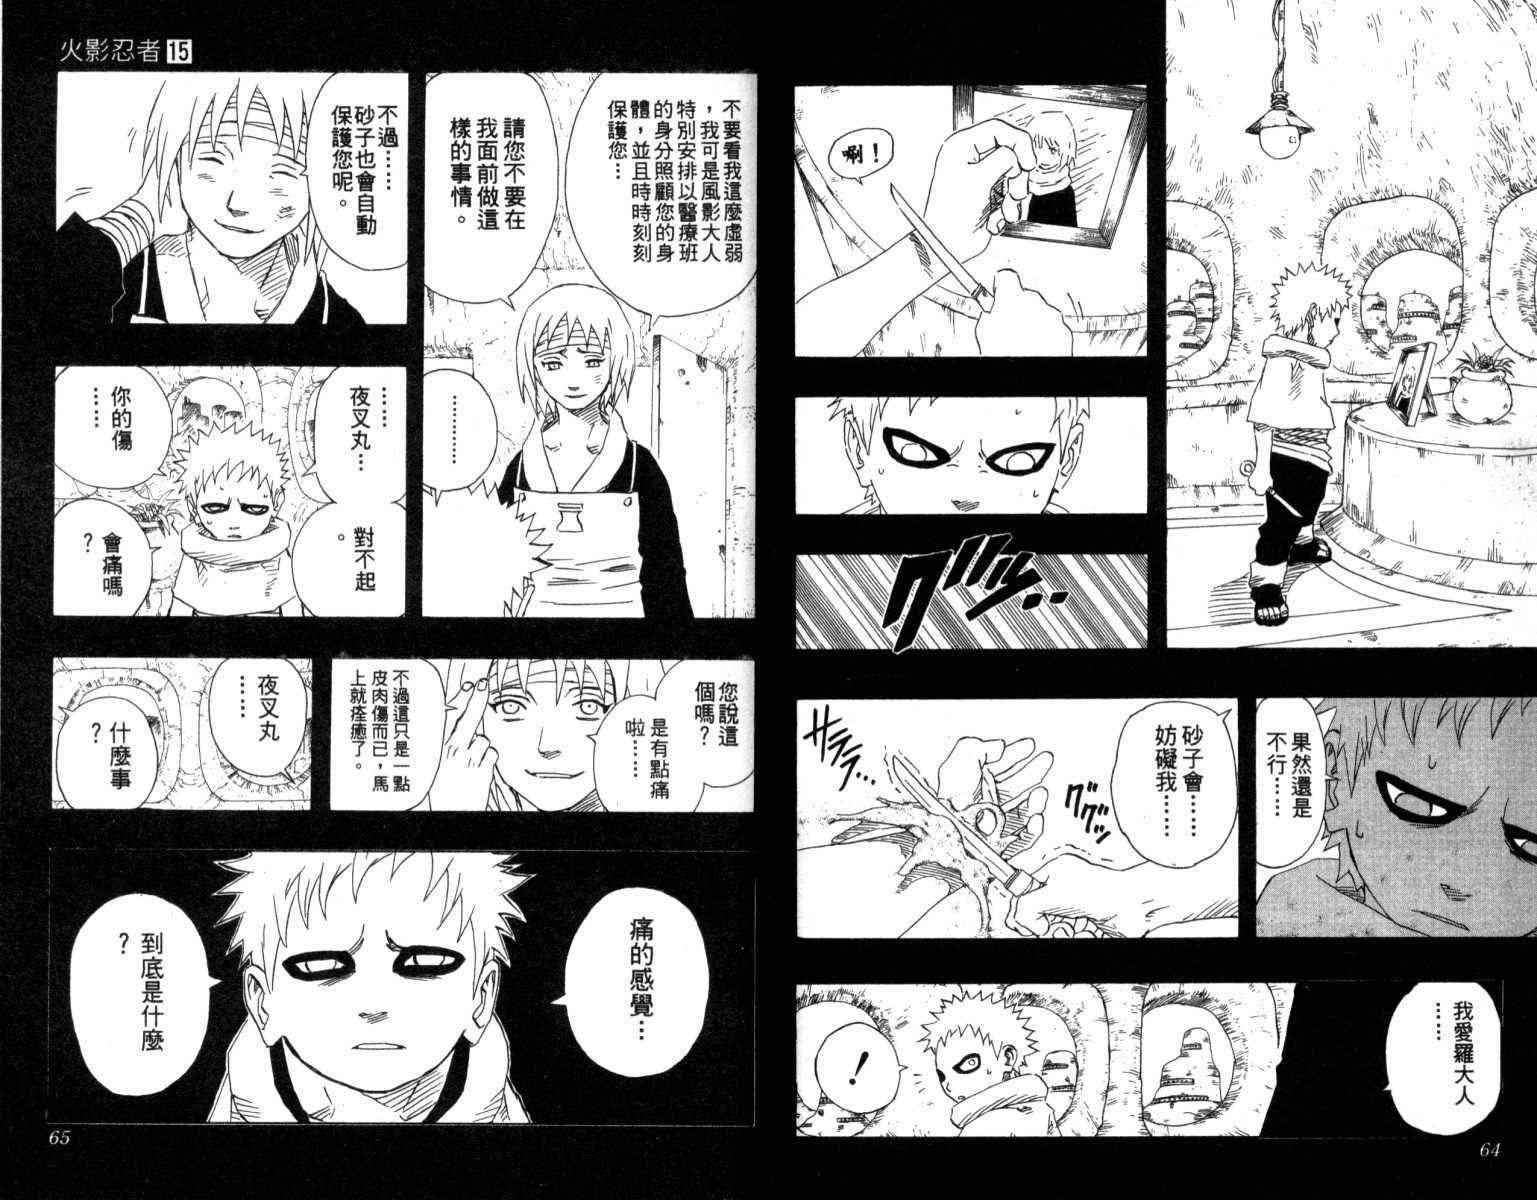 唰！
グッ‥
果然還是
不行……
砂子會……
妨礙我……
ググッ
サラララ…
我愛羅大人
……
！
64
火影忍者15
不要看我這麼虛弱
，我可是風影大人
特別安排以醫療班
的身分照顧您的身
體，並且時時刻刻
保護您…
請您不要在
我面前做這
樣的事情。
…………
不過……
砂子也會自動
保護您呢。
……
夜叉丸…
對不起
。
……
你的傷
會痛嗎
？
您說這
個嗎？
是有點痛
啦……
不過這只是一點
皮肉傷而已，馬
上就痊癒了。
夜叉丸
……
什麼事
？
痛的感覺…
到底是什麼
？
65